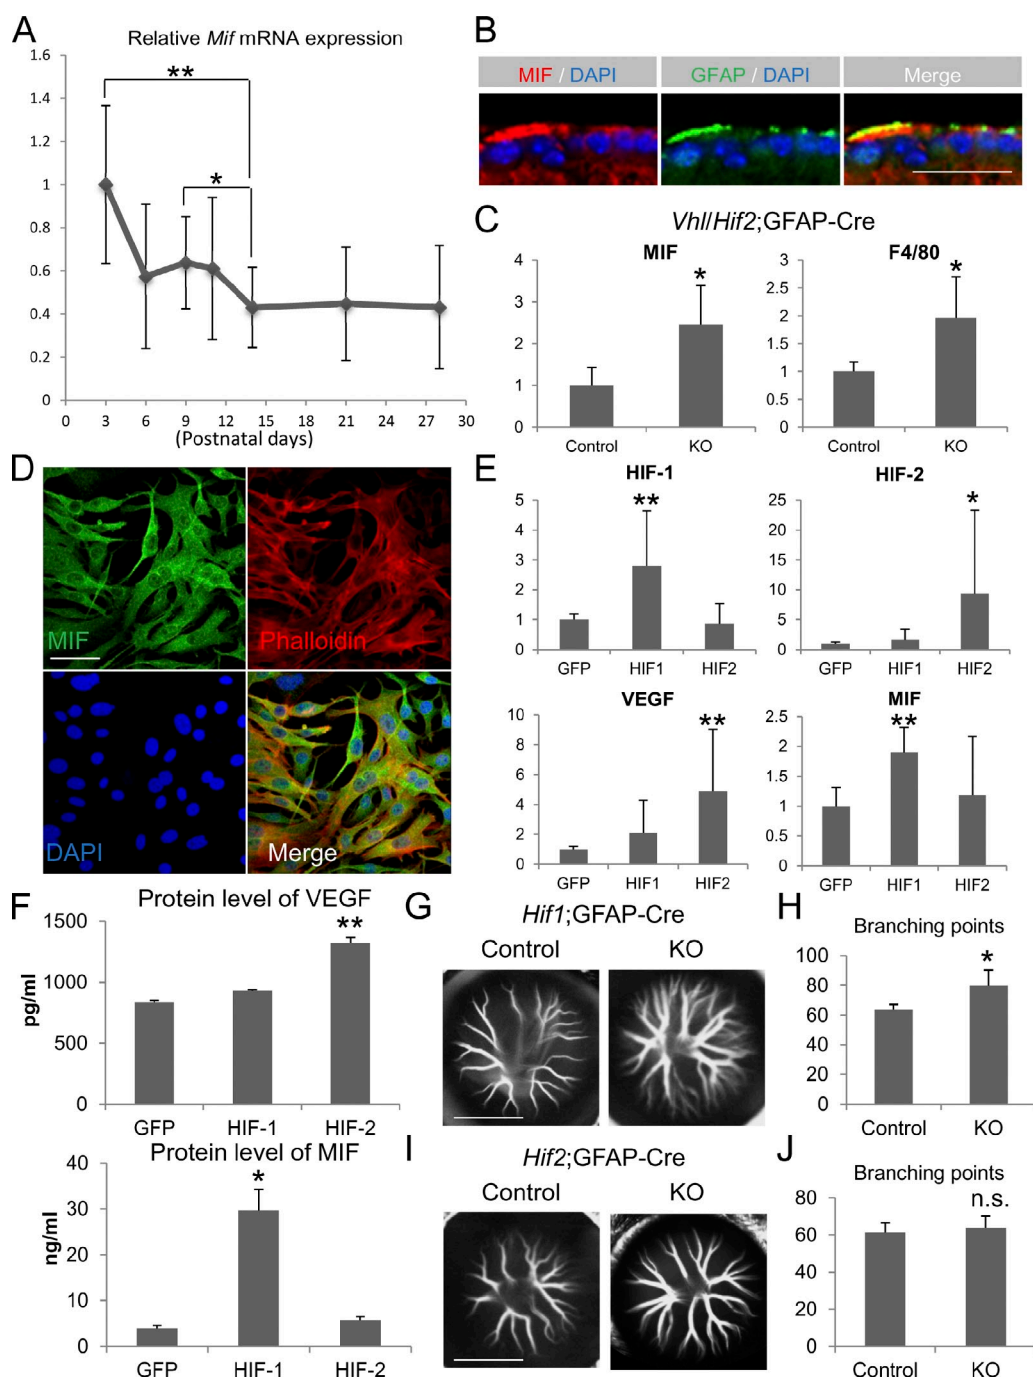 A
Relative Mif mRNA expression
1.6
1.4
1.2
1
0.8
0.6
0.4
0.2
0
**
*
0 3 6 9 12 15 18 21 24 27 30
(Postnatal days)
B
MIF / DAPI
GFAP / DAPI
Merge
C
Vhl/Hif2;GFAP-Cre
MIF
4
3
2
1
0
*
Control KO
F4/80
3
2.5
2
1.5
1
0.5
0
*
Control KO
D
MIF
Phalloidin
DAPI
Merge
E
HIF-1
5
4
3
2
1
0
**
GFP HIF1 HIF2
HIF-2
25
20
15
10
5
0
*
GFP HIF1 HIF2
VEGF
10
8
6
4
2
0
**
GFP HIF1 HIF2
MIF
2.5
2
1.5
1
0.5
0
**
GFP HIF1 HIF2
F
Protein level of VEGF
1500
1000
500
0
pg/ml
**
GFP HIF-1 HIF-2
Protein level of MIF
40
30
20
10
0
ng/ml
*
GFP HIF-1 HIF-2
G
Hif1;GFAP-Cre
Control KO
H
Branching points
100
80
60
40
20
0
*
Control KO
I
Hif2;GFAP-Cre
Control KO
J
Branching points
80
60
40
20
0
n.s.
Control KO